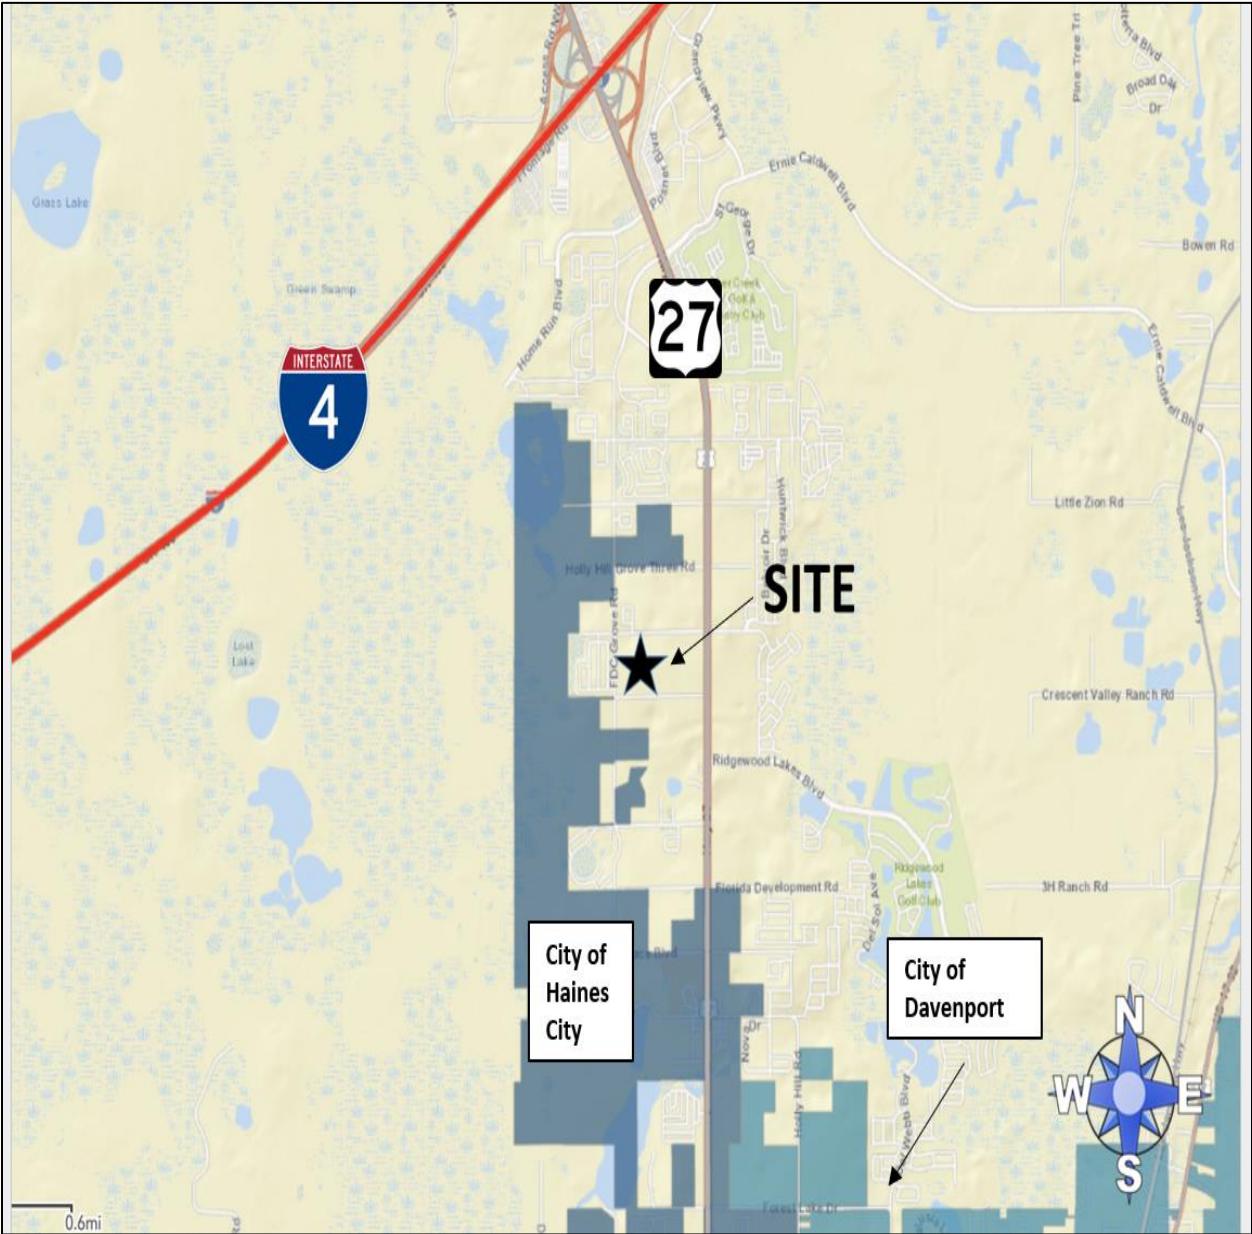 Access Rd N
Grandview Pkwy
Pine Tree Trl
Broad Oak
Dr
Frontage Rd
Posner Blvd
Ernie Caldwell Blvd
Grass Lake
St George Dr
Bowen Rd
Green Swamp
Home Run Blvd
27
INTERSTATE
4
Ernie Caldwell Blvd
Little Zion Rd
Holly Hill Grove Three Rd
SITE
FDC Grove Rd
Lost
Lake
Crescent Valley Ranch Rd
Ridgewood Lakes Blvd
Ridgewood
Lakes
Golf Club
Florida Development Rd
3H Ranch Rd
Del Sol Ave
City of
Haines
City
City of
Davenport
N
W
E
S
Nova Dr
Holly Hill Rd
Forest Lake Dr
0.6mi